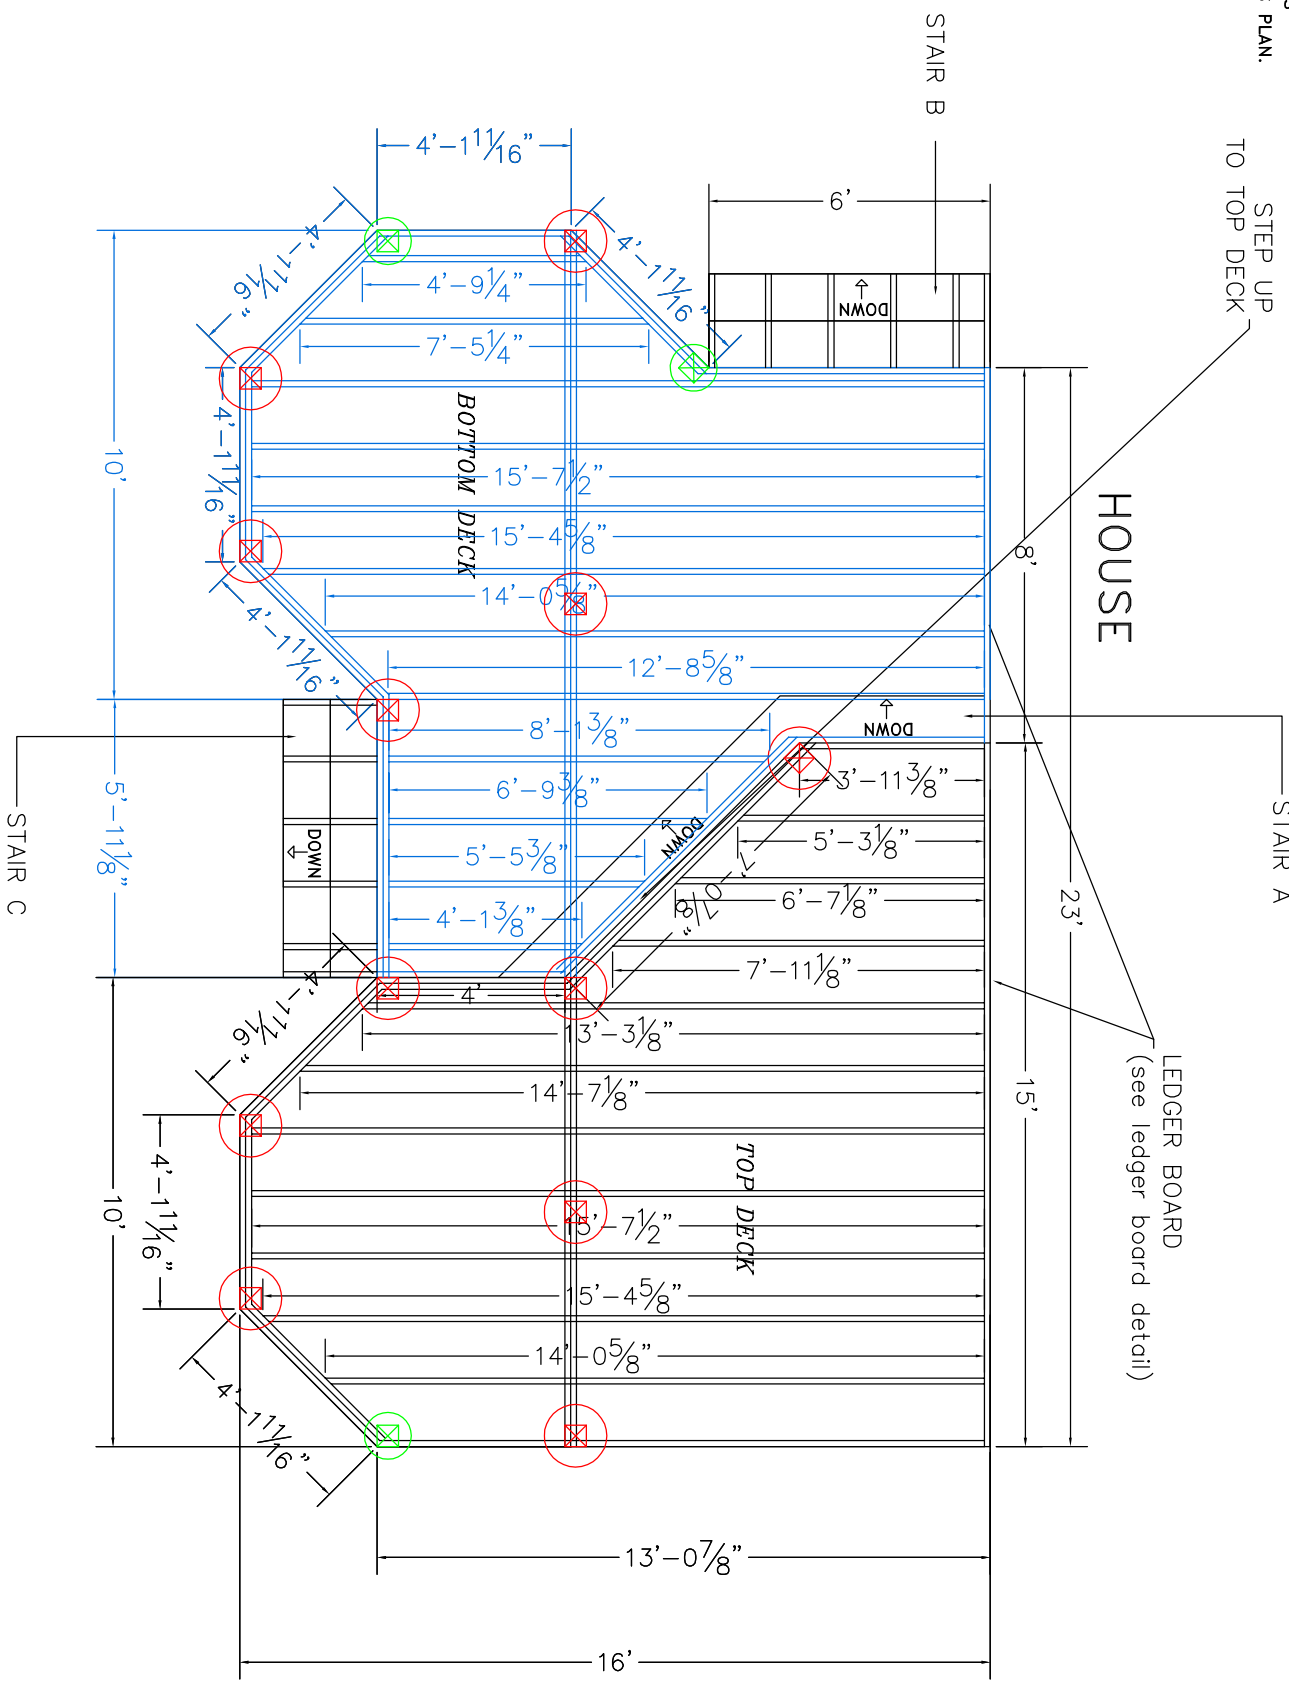 S PLAN.
STAIR B
STEP UP
TO TOP DECK
HOUSE
STAIR A
LEDGER BOARD
(see ledger board detail)
STAIR C
BOTTOM DECK
TOP DECK
DOWN
DOWN
DOWN
DOWN
4'-1 11/16"
6'
4'-1 11/16"
4'-1 11/16"
4'-9 1/4"
7'-5 1/4"
10'
4'-1 11/16"
15'-7 1/2"
15'-4 5/8"
14'-0 5/8"
8'
4'-1 11/16"
12'-8 5/8"
8'-1 3/8"
6'-9 3/8"
5'-5 3/8"
4'-1 3/8"
5'-11 1/8"
3'-11 3/8"
5'-3 1/8"
6'-7 1/8"
7'-11 1/8"
7'-0 7/8"
23'
4'
4'-1 11/16"
13'-3 1/8"
14'-7 1/8"
15'
10'
4'-1 11/16"
15'-7 1/2"
15'-4 5/8"
14'-0 5/8"
4'-1 11/16"
13'-0 7/8"
16'